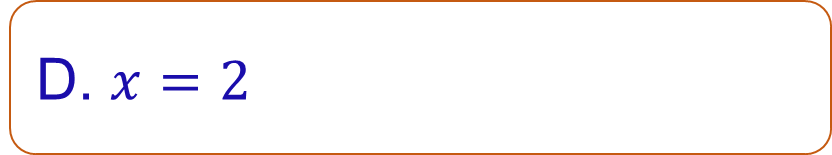 D. x = 2